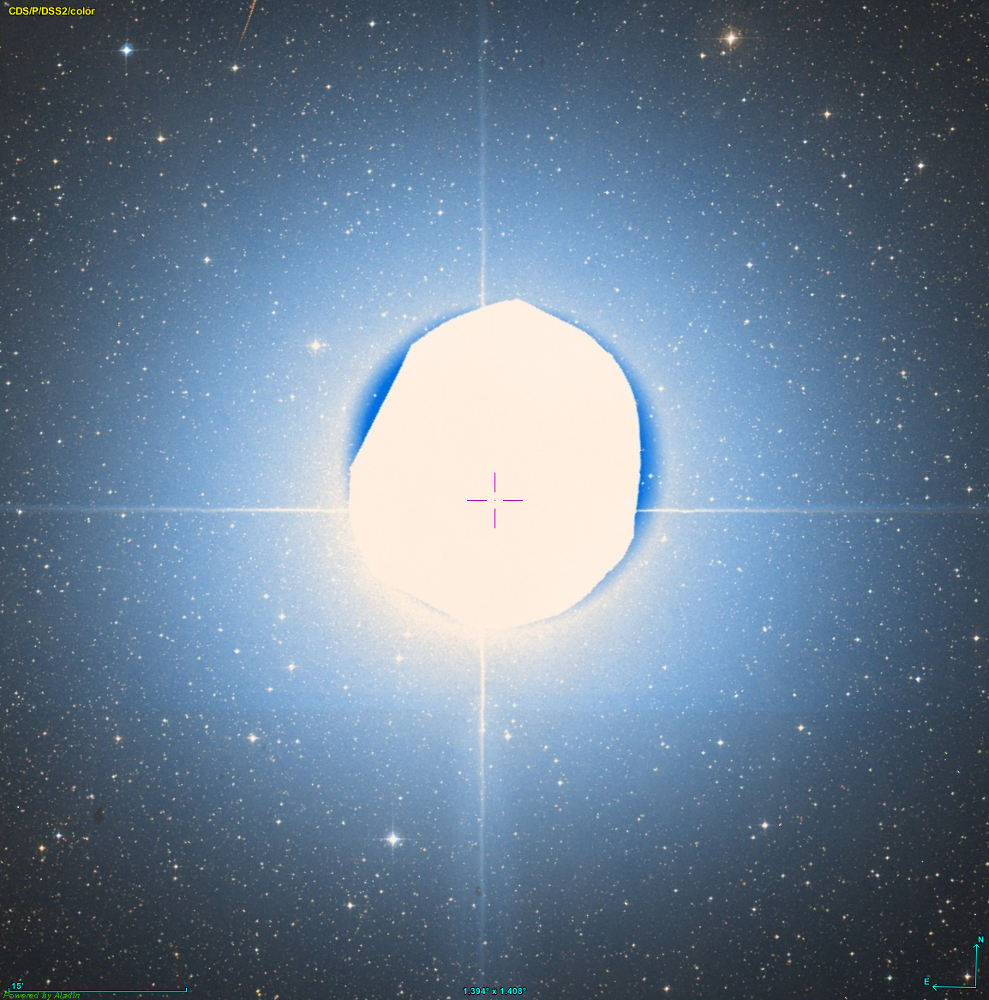 CDS/P/DSS2/color
N
E
15'
1.394° x 1.408°
Powered by Aladin